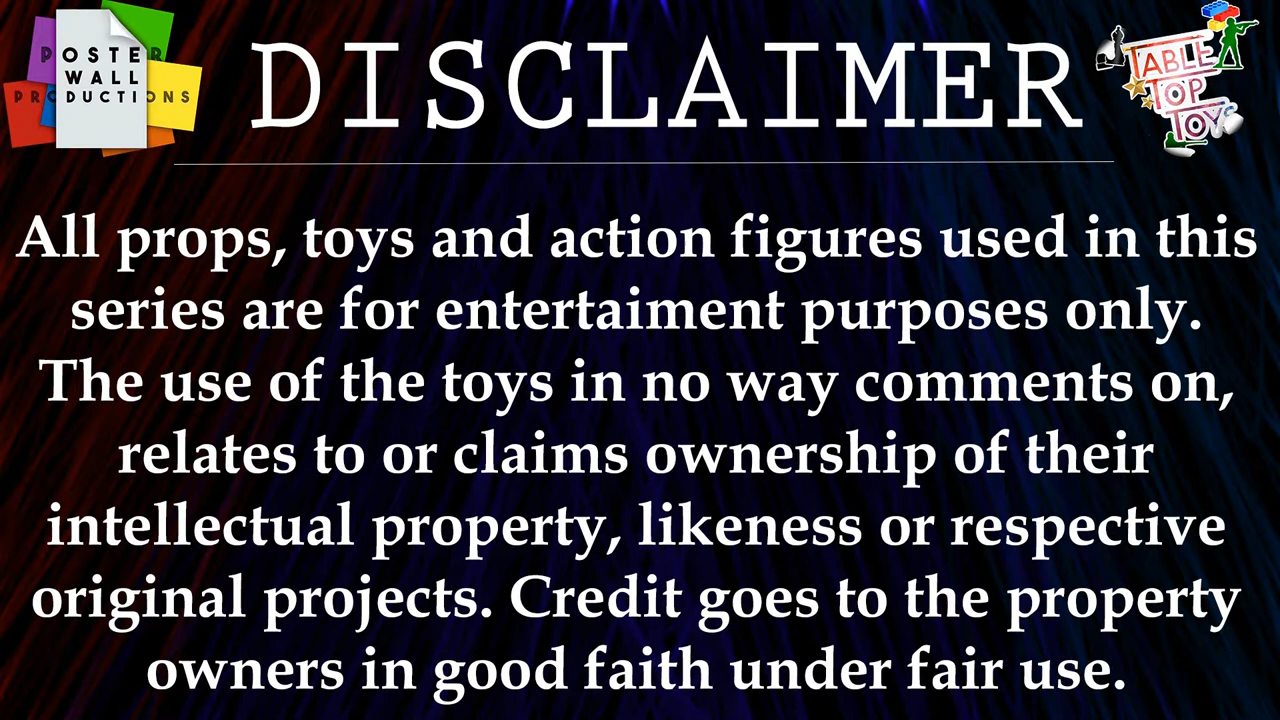 POSTER
WALL
PRODUCTIONS
DISCLAIMER
TABLE
TOP
TOYS
All props, toys and action figures used in this
series are for entertaiment purposes only.
The use of the toys in no way comments on,
relates to or claims ownership of their
intellectual property, likeness or respective
original projects. Credit goes to the property
owners in good faith under fair use.